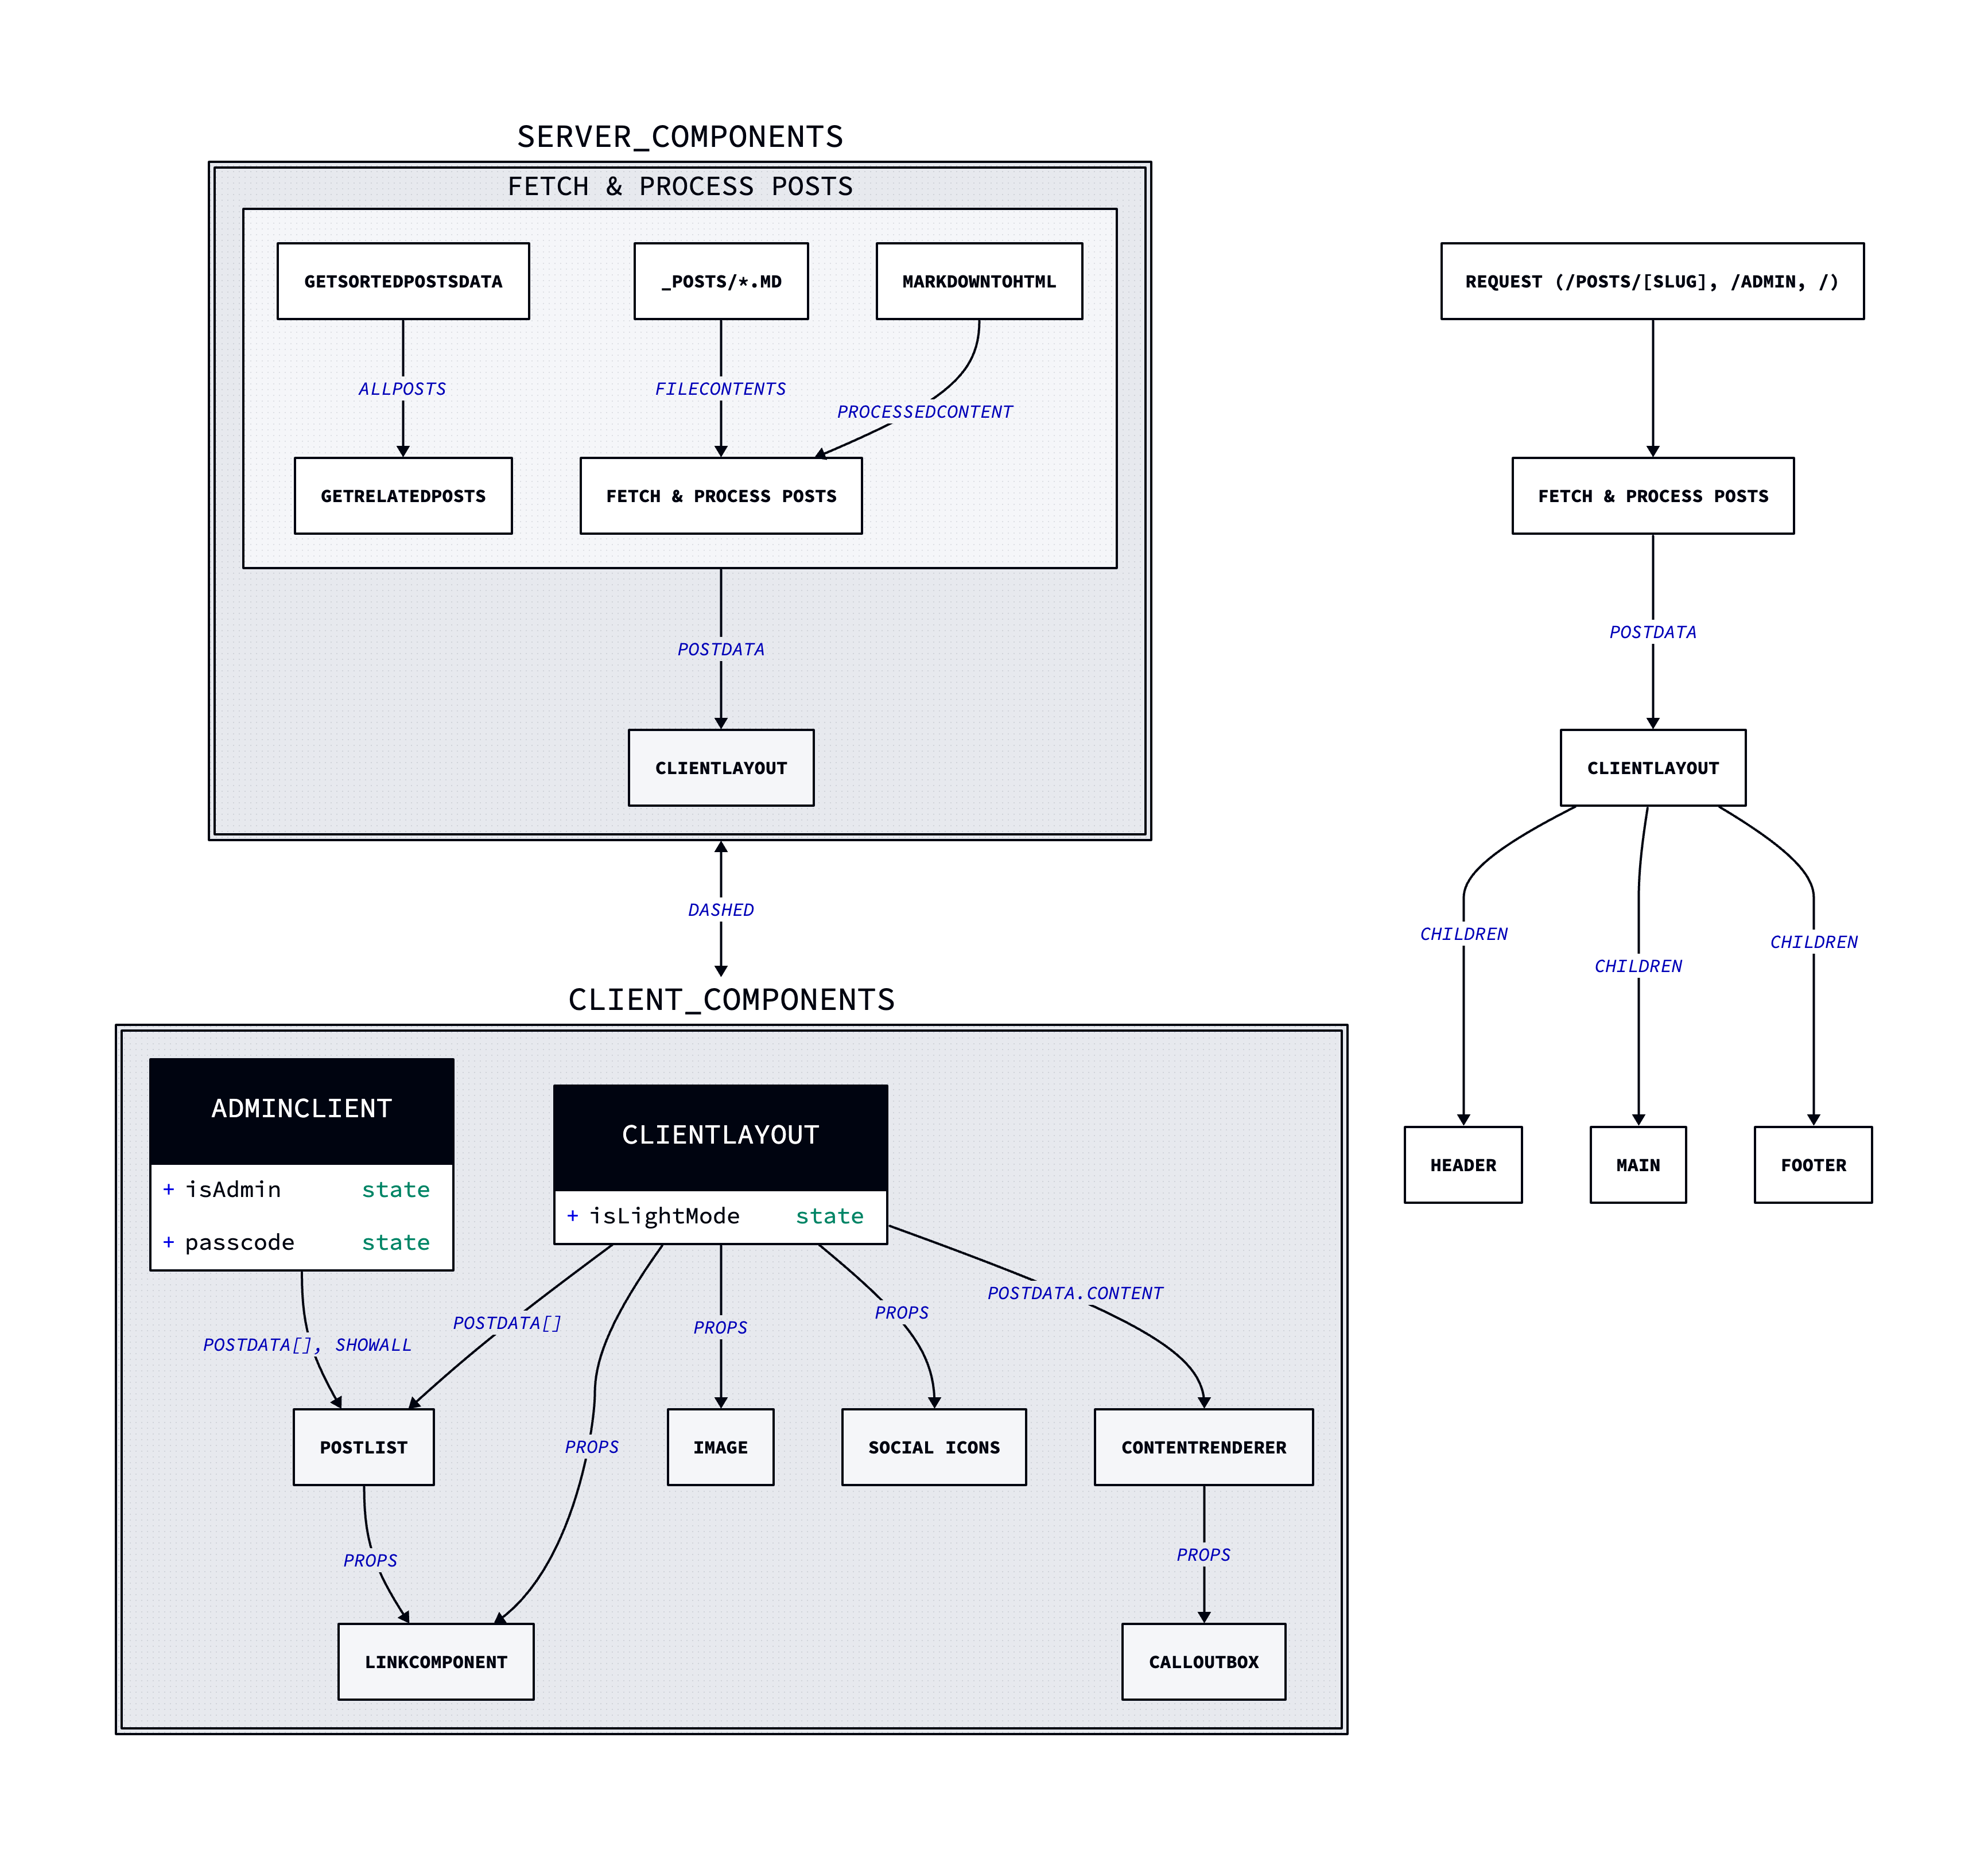 SERVER_COMPONENTS
FETCH & PROCESS POSTS
GETSORTEDPOSTSDATA
_POSTS/*.MD
MARKDOWNTOHTML
ALLPOSTS
FILECONTENTS
PROCESSEDCONTENT
GETRELATEDPOSTS
FETCH & PROCESS POSTS
POSTDATA
CLIENTLAYOUT
DASHED
CLIENT_COMPONENTS
ADMINCLIENT
+ isAdmin state
+ passcode state
CLIENTLAYOUT
+ isLightMode state
POSTDATA[], SHOWALL
POSTDATA[]
PROPS
PROPS
PROPS
POSTDATA.CONTENT
POSTLIST
IMAGE
SOCIAL ICONS
CONTENTRENDERER
PROPS
PROPS
LINKCOMPONENT
CALLOUTBOX
REQUEST (/POSTS/[SLUG], /ADMIN, /)
FETCH & PROCESS POSTS
POSTDATA
CLIENTLAYOUT
CHILDREN
CHILDREN
CHILDREN
HEADER
MAIN
FOOTER